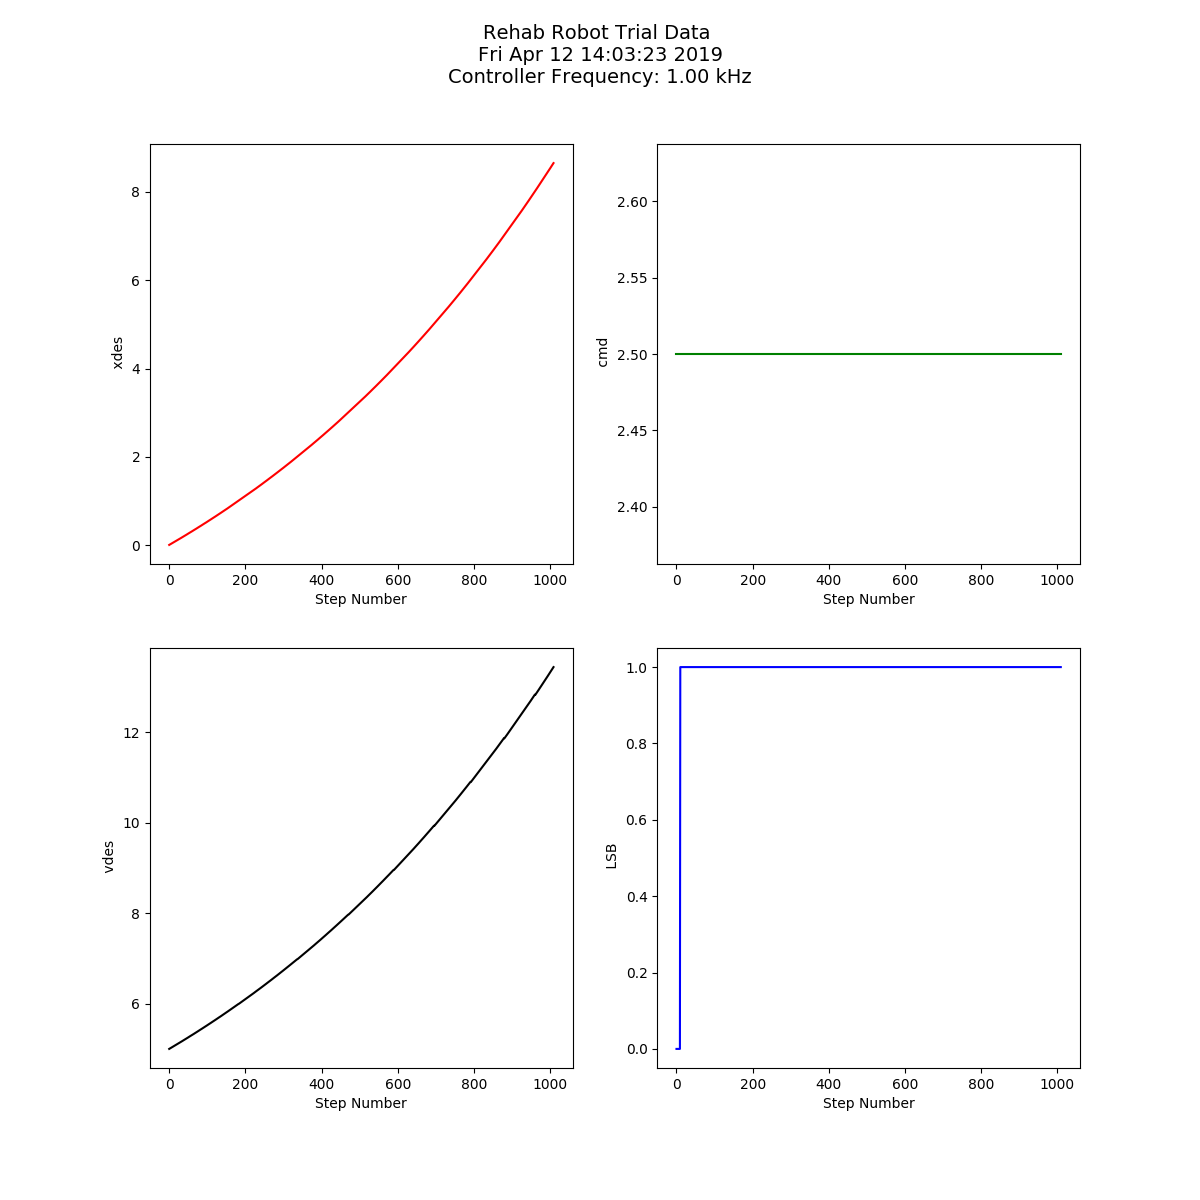 Rehab Robot Trial Data
Fri Apr 12 14:03:23 2019
Controller Frequency: 1.00 kHz
xdes
8
6
4
2
0
0 200 400 600 800 1000
Step Number
cmd
2.60
2.55
2.50
2.45
2.40
0 200 400 600 800 1000
Step Number
vdes
12
10
8
6
0 200 400 600 800 1000
Step Number
LSB
1.0
0.8
0.6
0.4
0.2
0.0
0 200 400 600 800 1000
Step Number